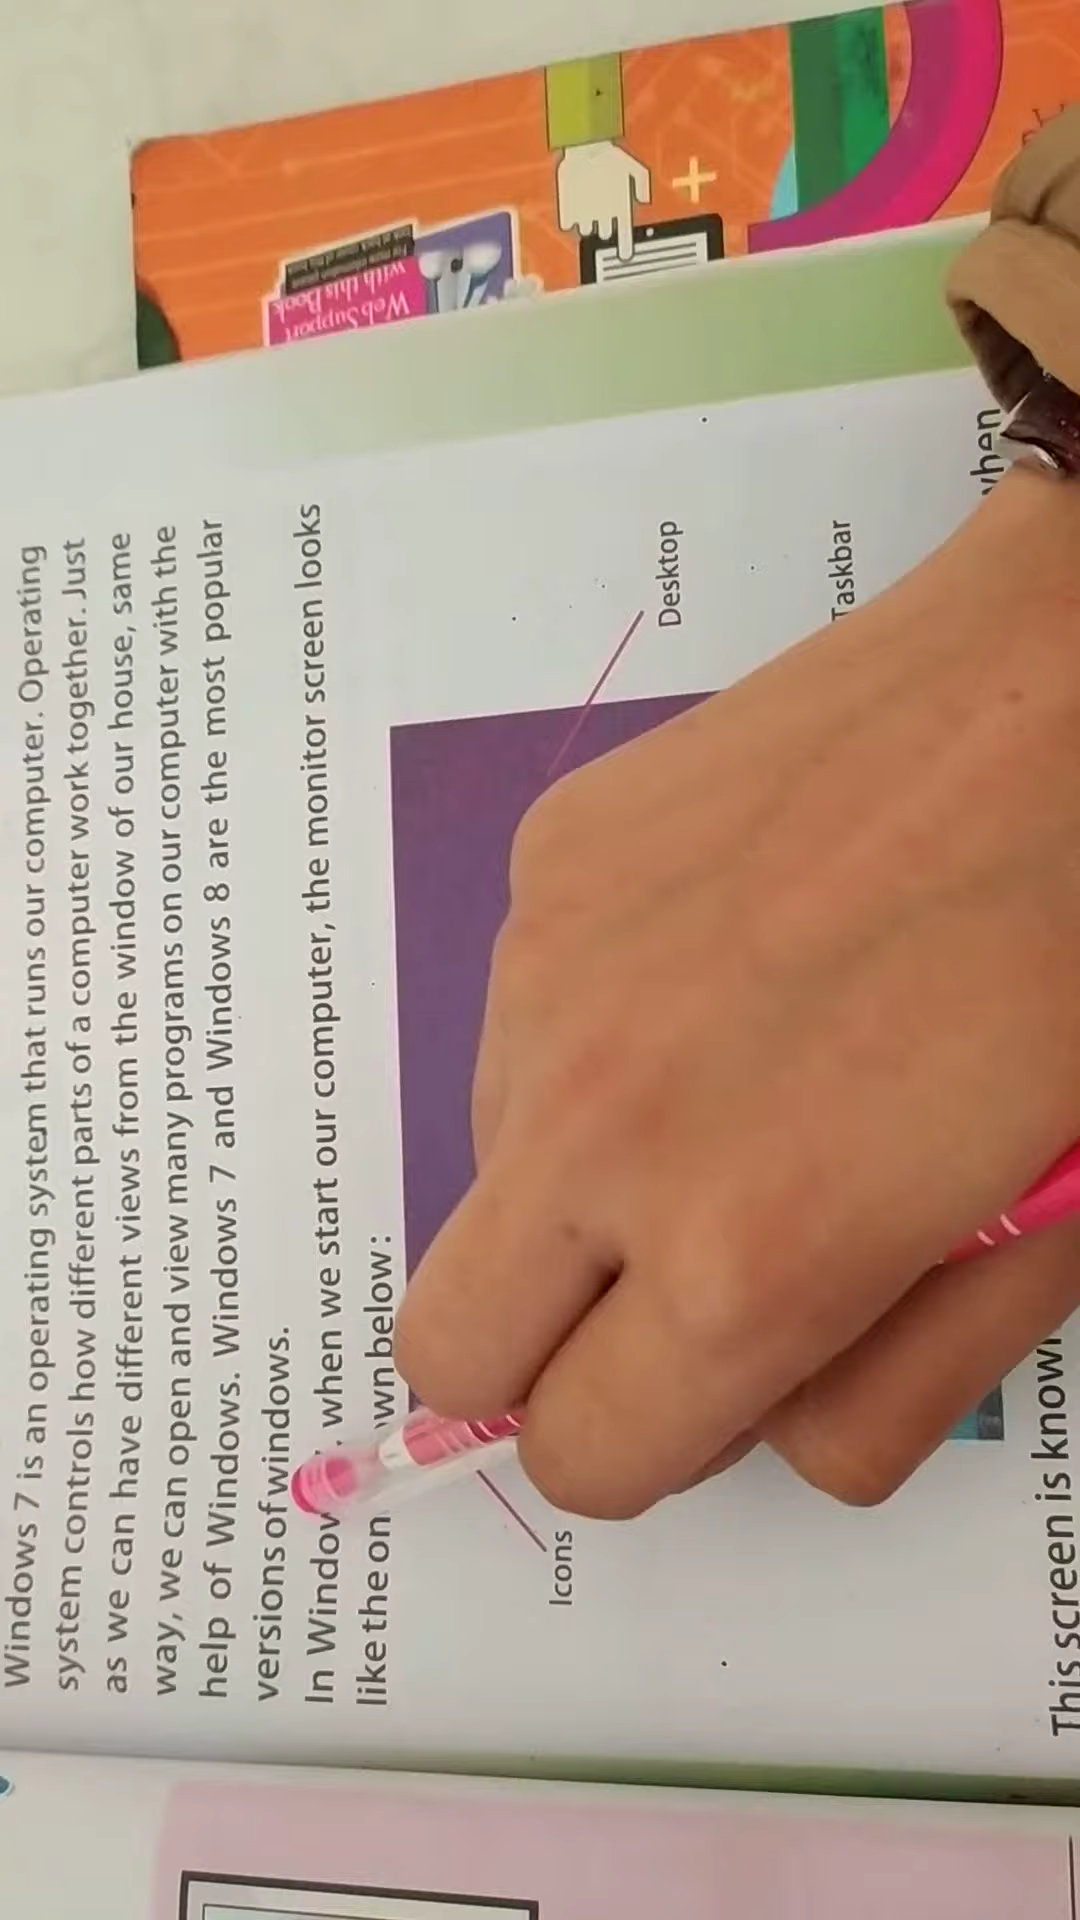 Windows 7 is an operating system that runs our computer. Operating
system controls how different parts of a computer work together. Just
as we can have different views from the window of our house, same
way, we can open and view many programs on our computer with the
help of Windows. Windows 7 and Windows 8 are the most popular
versions of windows.
In when we start our computer, the monitor screen looks
like the below:
Desktop
Taskbar
Icons
This screen is
Web Support
with this Book